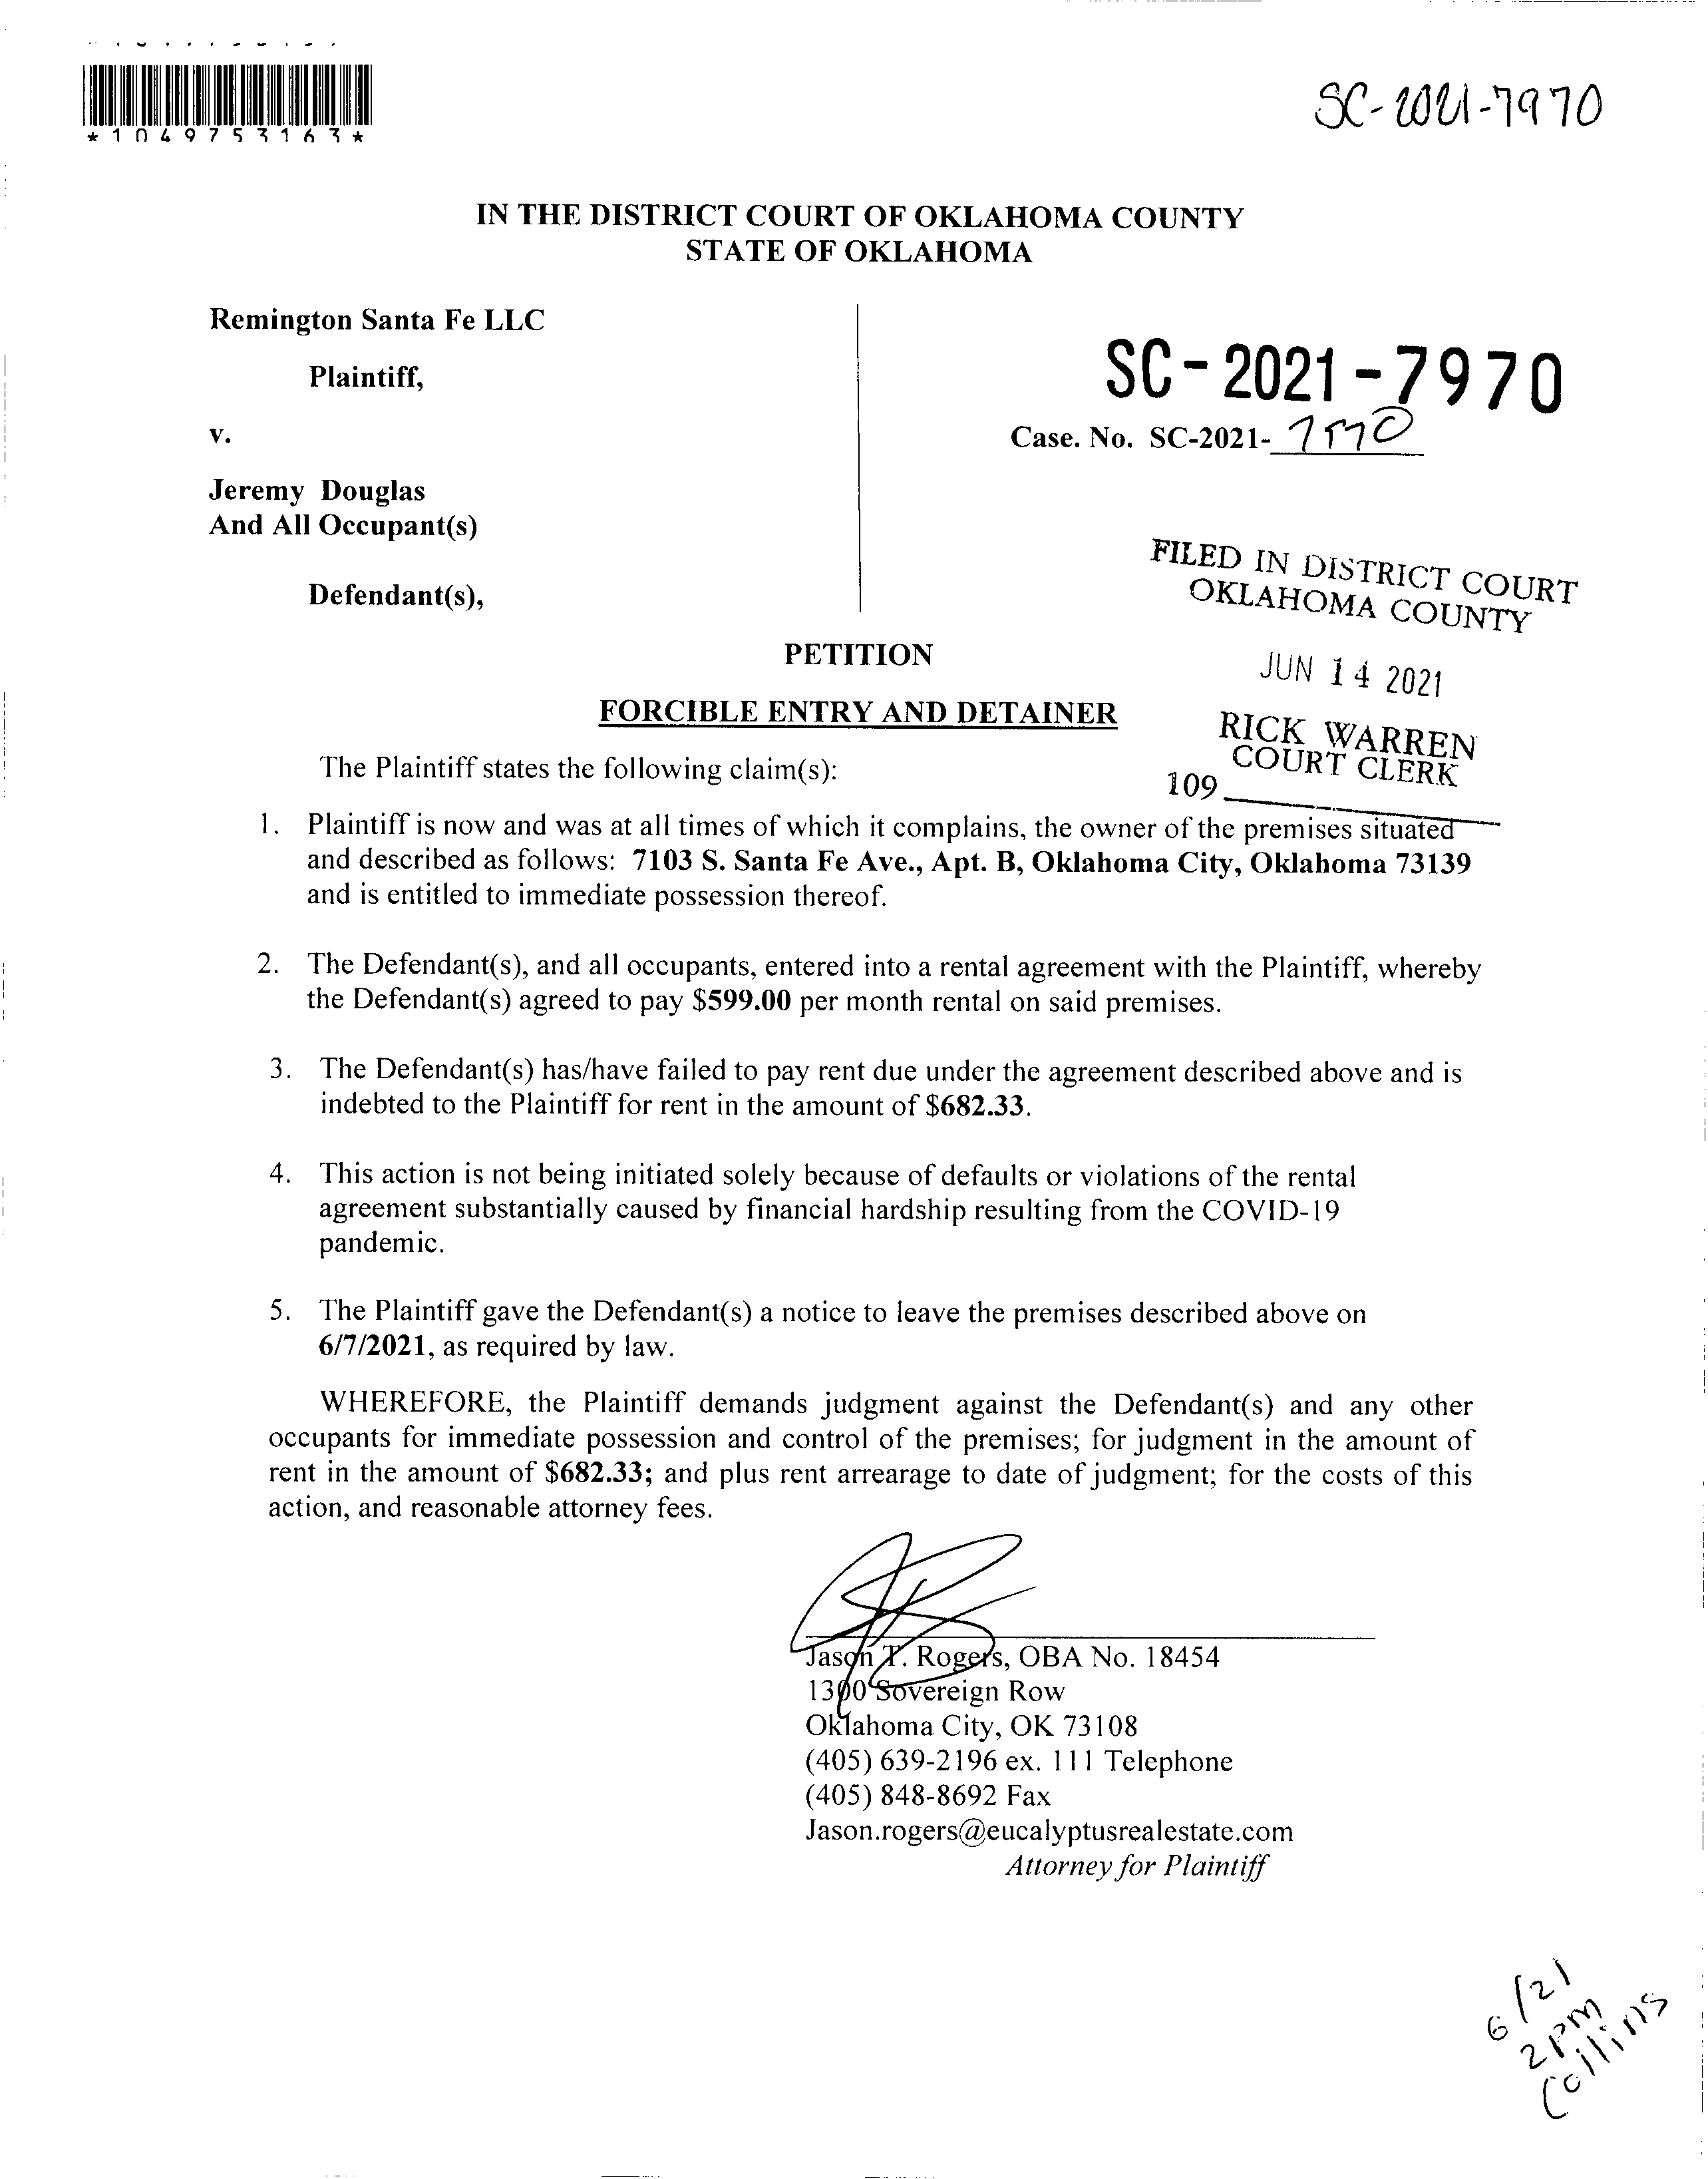 *1049753163*
SC-2021-7970
IN THE DISTRICT COURT OF OKLAHOMA COUNTY
STATE OF OKLAHOMA
Remington Santa Fe LLC
Plaintiff,
v.
Jeremy Douglas
And All Occupant(s)
Defendant(s),
SC-2021-7970
Case. No. SC-2021- 7970
FILED IN DISTRICT COURT
OKLAHOMA COUNTY
JUN 14 2021
RICK WARREN
COURT CLERK
109
PETITION
FORCIBLE ENTRY AND DETAINER
The Plaintiff states the following claim(s):
1. Plaintiff is now and was at all times of which it complains, the owner of the premises situated
and described as follows: 7103 S. Santa Fe Ave., Apt. B, Oklahoma City, Oklahoma 73139
and is entitled to immediate possession thereof.
2. The Defendant(s), and all occupants, entered into a rental agreement with the Plaintiff, whereby
the Defendant(s) agreed to pay $599.00 per month rental on said premises.
3. The Defendant(s) has/have failed to pay rent due under the agreement described above and is
indebted to the Plaintiff for rent in the amount of $682.33.
4. This action is not being initiated solely because of defaults or violations of the rental
agreement substantially caused by financial hardship resulting from the COVID-19
pandemic.
5. The Plaintiff gave the Defendant(s) a notice to leave the premises described above on
6/7/2021, as required by law.
WHEREFORE, the Plaintiff demands judgment against the Defendant(s) and any other
occupants for immediate possession and control of the premises; for judgment in the amount of
rent in the amount of $682.33; and plus rent arrearage to date of judgment; for the costs of this
action, and reasonable attorney fees.
Jason T. Rogers, OBA No. 18454
1300 Sovereign Row
Oklahoma City, OK 73108
(405) 639-2196 ex. 111 Telephone
(405) 848-8692 Fax
Jason.rogers@eucalyptusrealestate.com
Attorney for Plaintiff
6/21
2pm
Collins